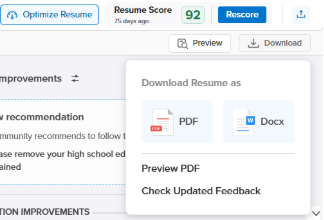 Optimize Resume
Resume Score
75 days ago
92
Rescore
Preview
Download
mprovements
Download Resume as
PDF
PDF
W
Docx
w recommendation
mmunity recommends to follow t
ase remove your high school ed
ained
Preview PDF
Check Updated Feedback
TION IMPROVEMENTS